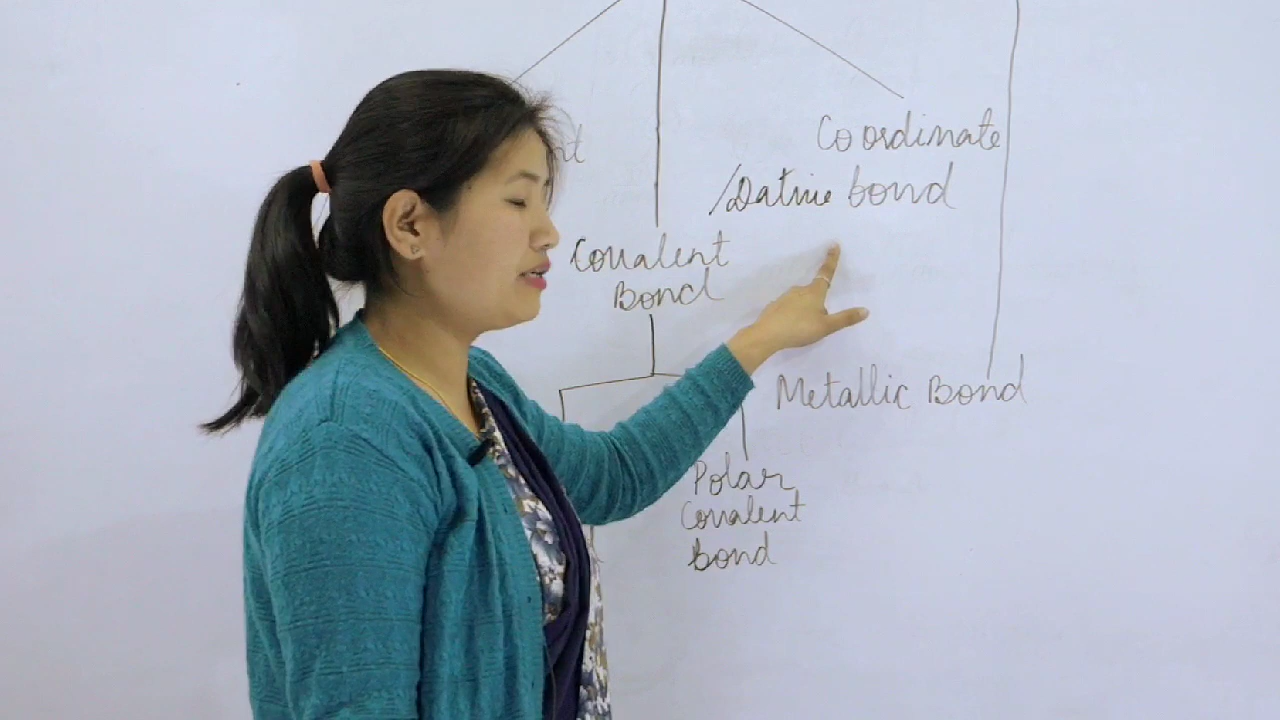 Coordinate
/Dative bond
Covalent
Bond
Metallic Bond
Polar
Covalent
bond